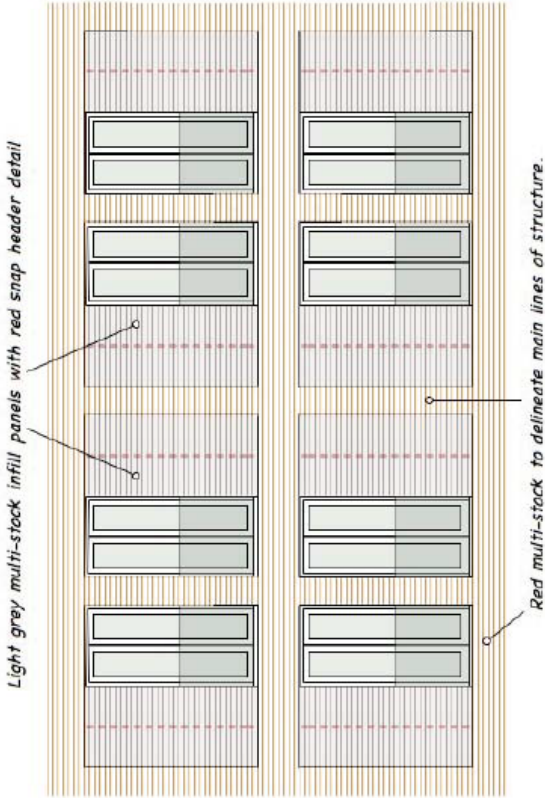 Light grey multi-stock infill panels with red snap header detail
Red multi-stock to delineate main lines of structure.